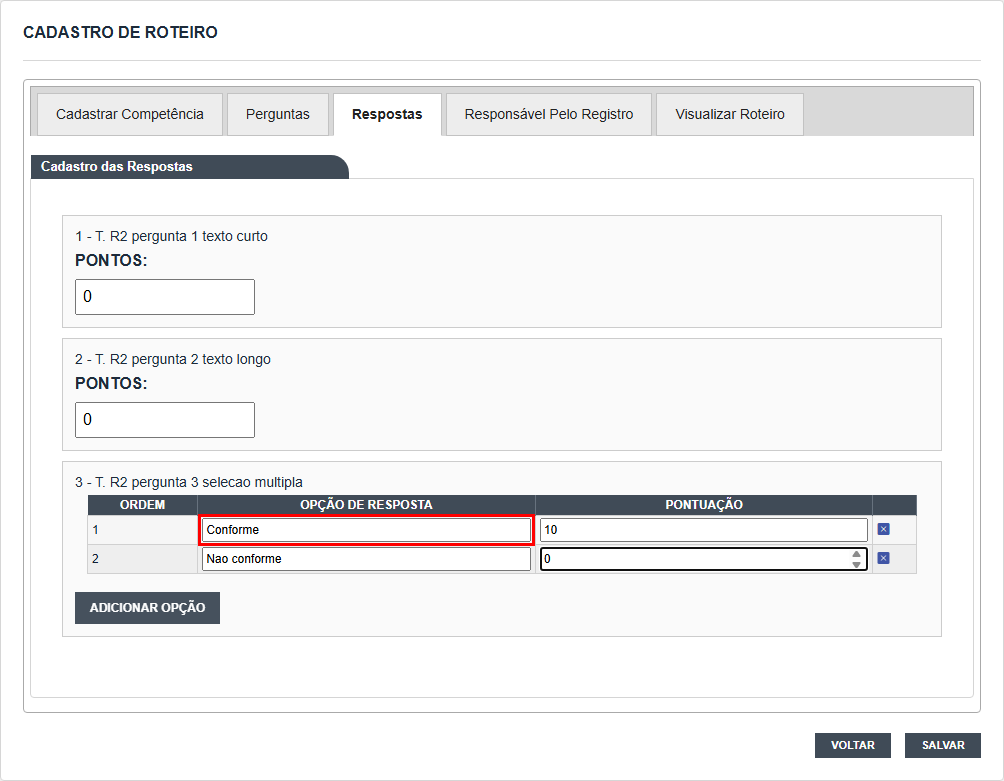 CADASTRO DE ROTEIRO
Cadastrar Competência Perguntas Respostas Responsável Pelo Registro Visualizar Roteiro
Cadastro das Respostas
1 - T. R2 pergunta 1 texto curto
PONTOS:
0
2 - T. R2 pergunta 2 texto longo
PONTOS:
0
3 - T. R2 pergunta 3 selecao multipla
ORDEM OPÇÃO DE RESPOSTA PONTUAÇÃO
1 Conforme 10
2 Nao conforme 0
ADICIONAR OPÇÃO
VOLTAR SALVAR